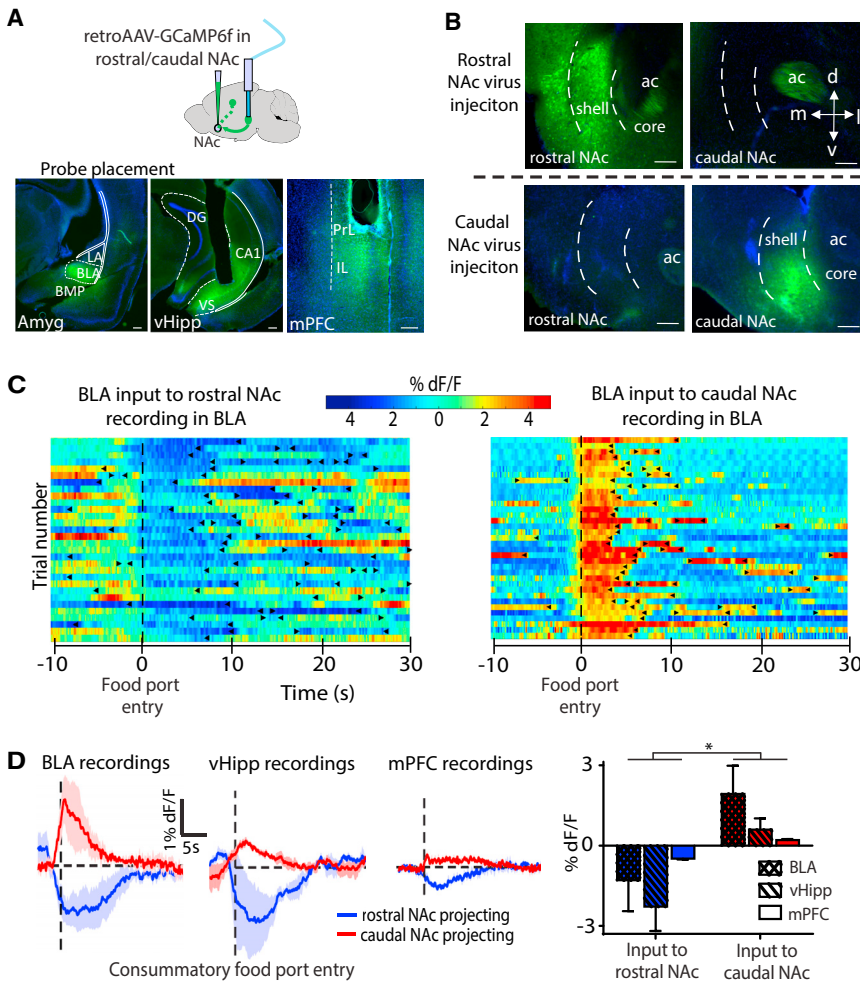 A
retroAAV-GCaMP6f in
rostral/caudal NAc
NAc
Probe placement
DG
LA
BLA
BMP
Amyg
CA1
VS
vHipp
PrL
IL
mPFC
B
Rostral
NAc virus
injeciton
shell
ac
core
rostral NAc
ac
d
m
l
v
caudal NAc
Caudal
NAc virus
injeciton
ac
rostral NAc
shell
ac
core
caudal NAc
C
BLA input to rostral NAc
recording in BLA
% dF/F
4 2 0 2 4
BLA input to caudal NAc
recording in BLA
Trial number
-10 0 10 20 30
Food port
entry
Time (s)
-10 0 10 20 30
Food port
entry
D
BLA recordings
vHipp recordings
mPFC recordings
1% dF/F
5s
rostral NAc projecting
caudal NAc projecting
Consummatory food port entry
% dF/F
3
0
-3
*
BLA
vHipp
mPFC
Input to
rostral NAc
Input to
caudal NAc